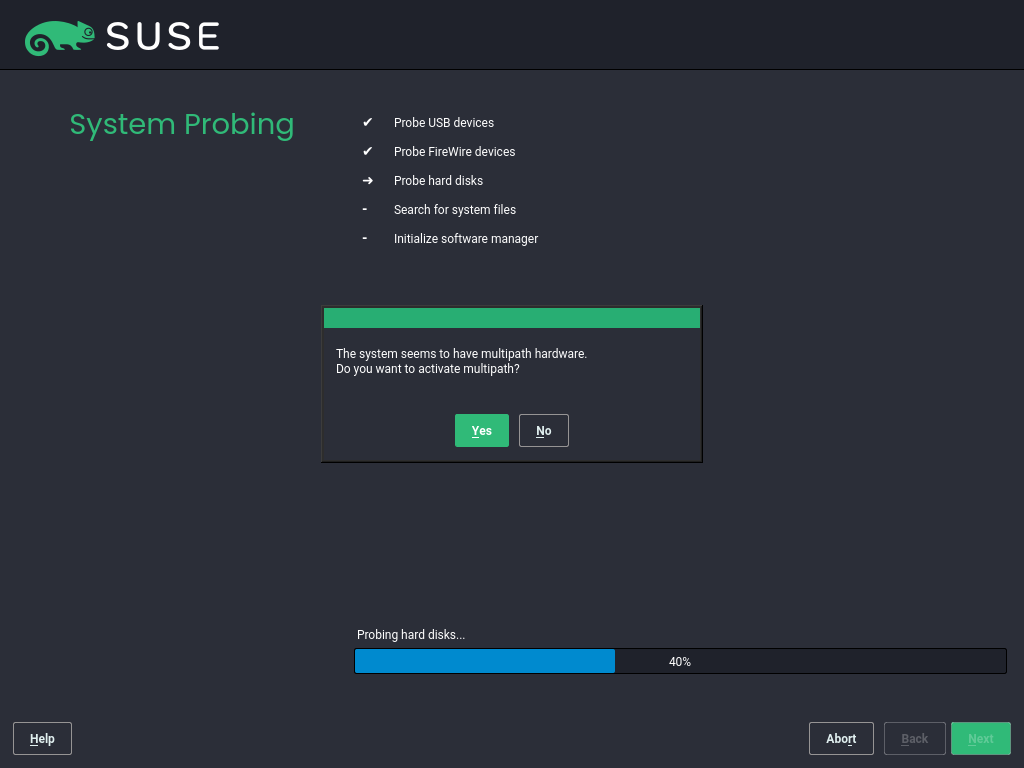 SUSE
System Probing
✔ Probe USB devices
✔ Probe FireWire devices
➜ Probe hard disks
- Search for system files
- Initialize software manager
The system seems to have multipath hardware.
Do you want to activate multipath?
Yes No
Probing hard disks...
40%
Help Abort Back Next